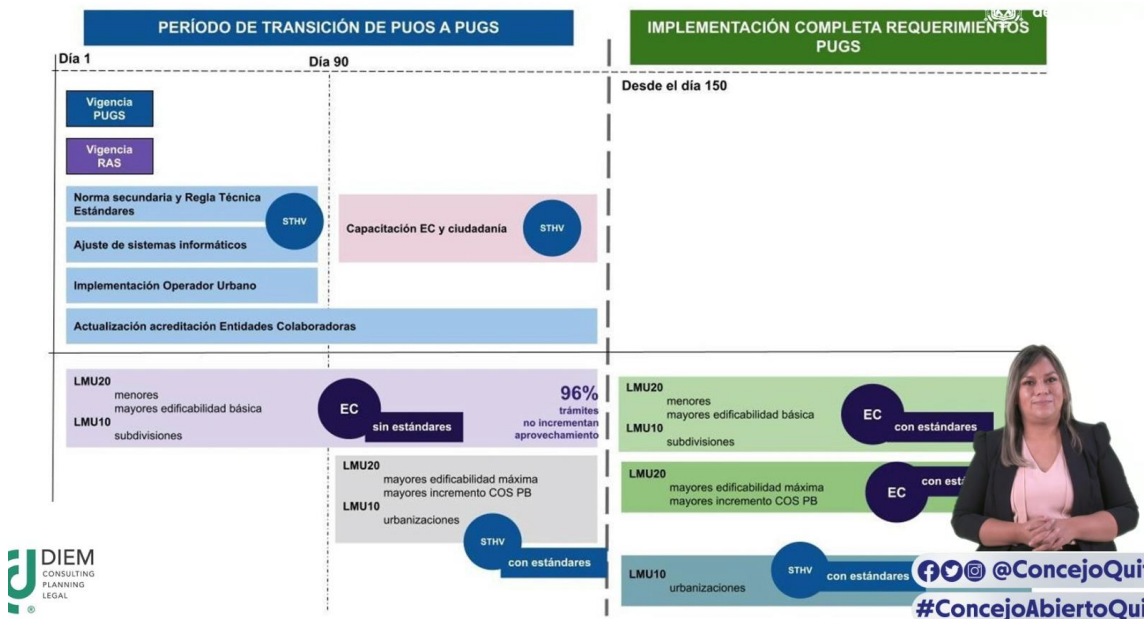 PERÍODO DE TRANSICIÓN DE PUOS A PUGS
IMPLEMENTACIÓN COMPLETA REQUERIMIENTOS
PUGS
Día 1
Día 90
Desde el día 150
Vigencia
PUGS
Vigencia
RAS
Norma secundaria y Regla Técnica
Estándares
STHV
Ajuste de sistemas informáticos
Capacitación EC y ciudadanía
STHV
Implementación Operador Urbano
Actualización acreditación Entidades Colaboradoras
LMU20
menores
mayores edificabilidad básica
LMU10
subdivisiones
EC
sin estándares
96%
trámites
no incrementan
aprovechamiento
LMU20
menores
mayores edificabilidad básica
LMU10
subdivisiones
EC
con estándares
LMU20
mayores edificabilidad máxima
mayores incremento COS PB
LMU10
urbanizaciones
STHV
con estándares
LMU20
mayores edificabilidad máxima
mayores incremento COS PB
EC
con
LMU10
urbanizaciones
STHV
con estándares
DIEM
CONSULTING
PLANNING
LEGAL
®
@ConcejoQui
#ConcejoAbiertoQui